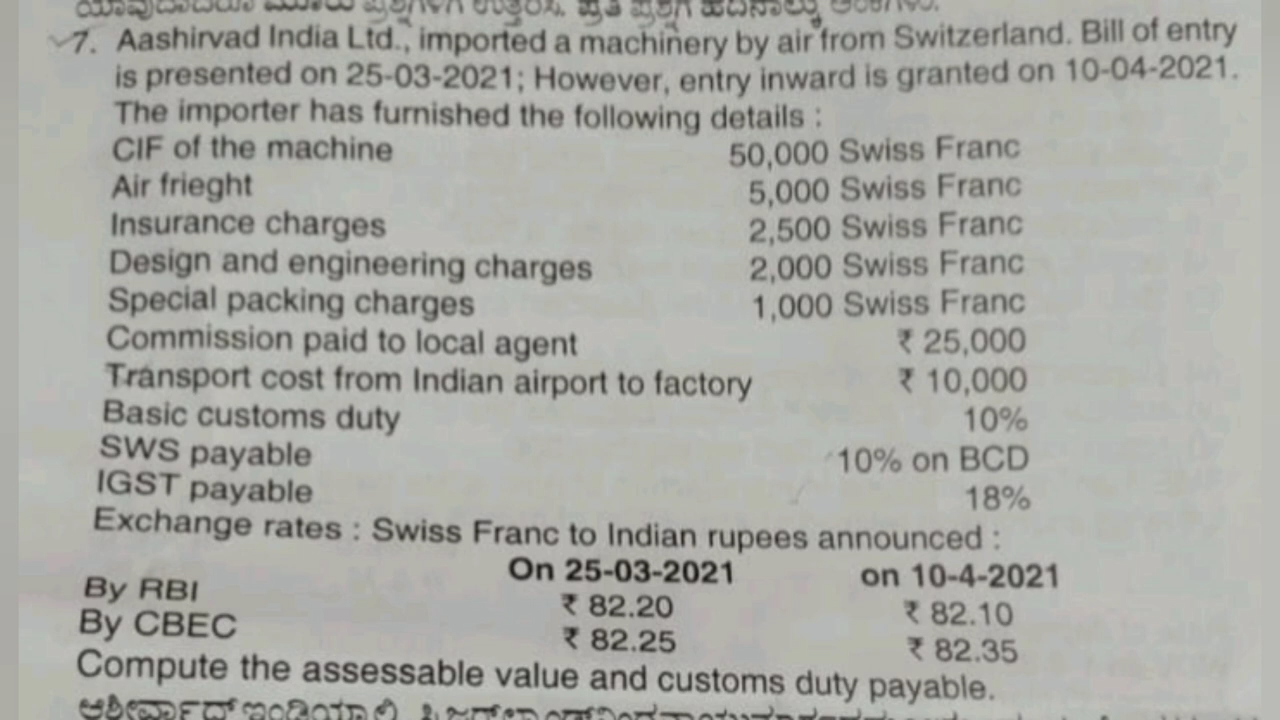 7. Aashirvad India Ltd., imported a machinery by air from Switzerland. Bill of entry
is presented on 25-03-2021; However, entry inward is granted on 10-04-2021.
The importer has furnished the following details :
CIF of the machine 50,000 Swiss Franc
Air frieght 5,000 Swiss Franc
Insurance charges 2,500 Swiss Franc
Design and engineering charges 2,000 Swiss Franc
Special packing charges 1,000 Swiss Franc
Commission paid to local agent ₹ 25,000
Transport cost from Indian airport to factory ₹ 10,000
Basic customs duty 10%
SWS payable 10% on BCD
IGST payable 18%
Exchange rates : Swiss Franc to Indian rupees announced :
On 25-03-2021 on 10-4-2021
By RBI ₹ 82.20 ₹ 82.10
By CBEC ₹ 82.25 ₹ 82.35
Compute the assessable value and customs duty payable.